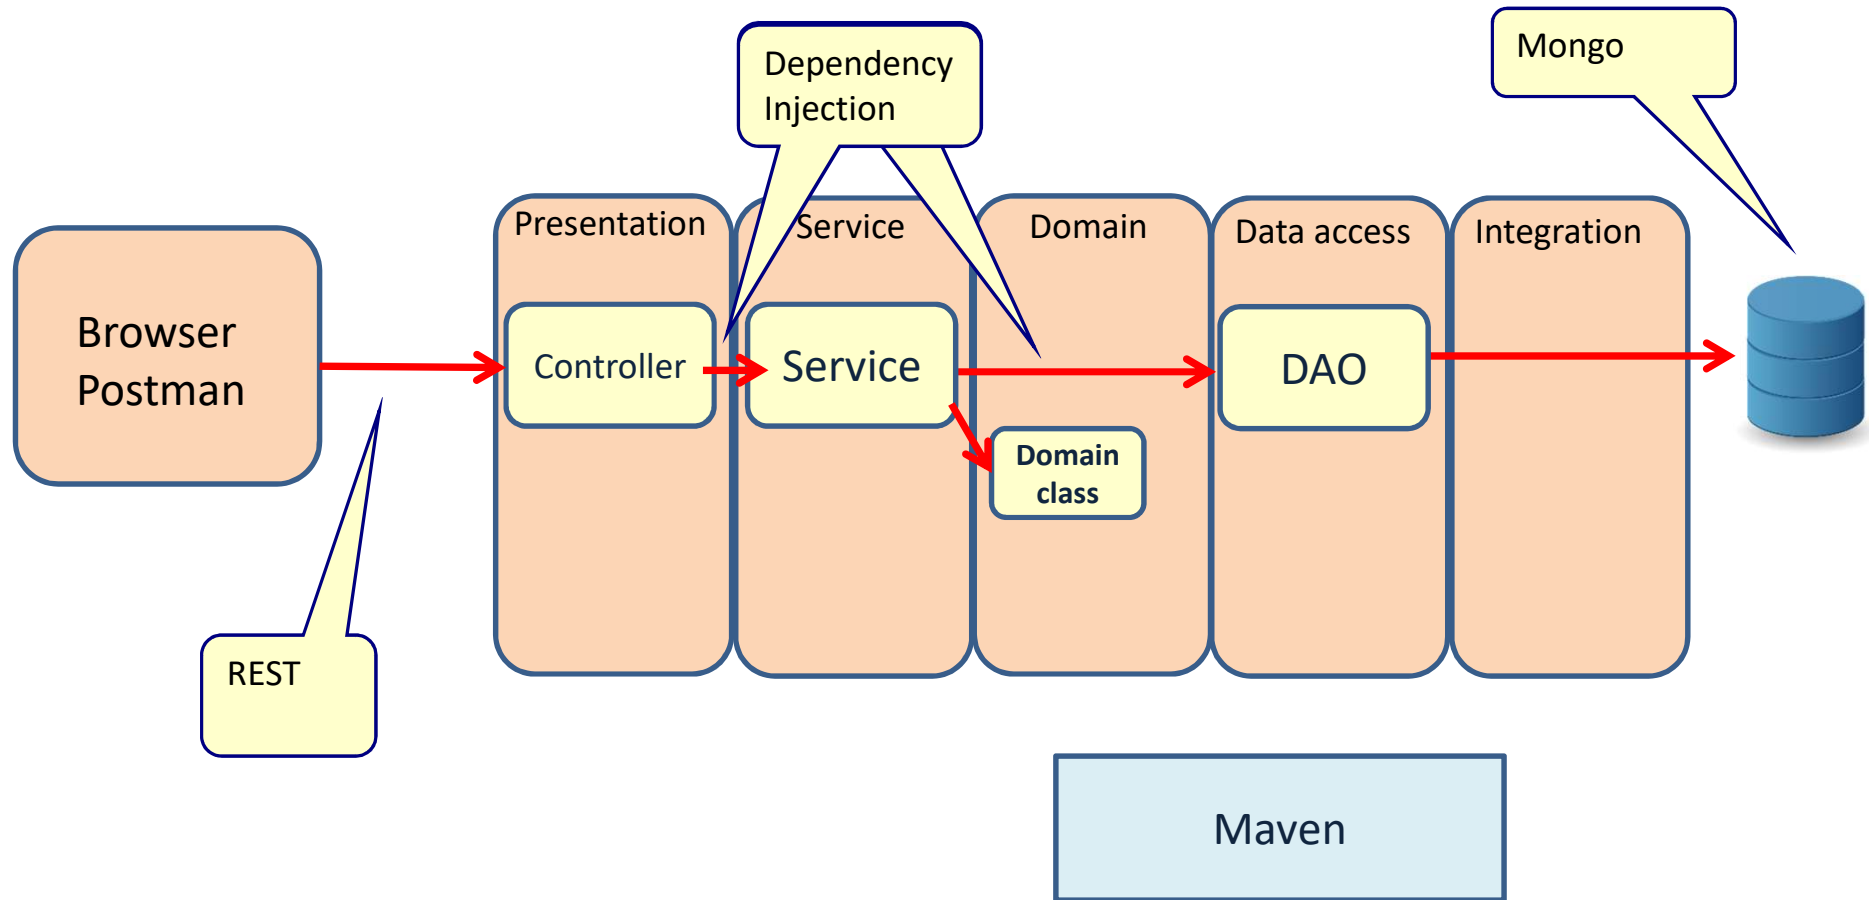 Dependency
Injection
Mongo
Presentation
Service
Domain
Data access
Integration
Browser
Postman
Controller
Service
DAO
Domain
class
REST
Maven